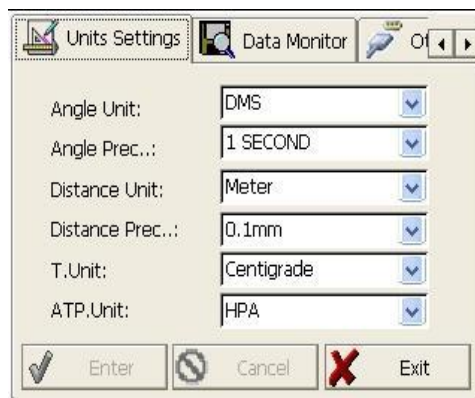 Units Settings Data Monitor Ot
Angle Unit: DMS
Angle Prec..: 1 SECOND
Distance Unit: Meter
Distance Prec..: 0.1mm
T.Unit: Centigrade
ATP.Unit: HPA
Enter Cancel Exit